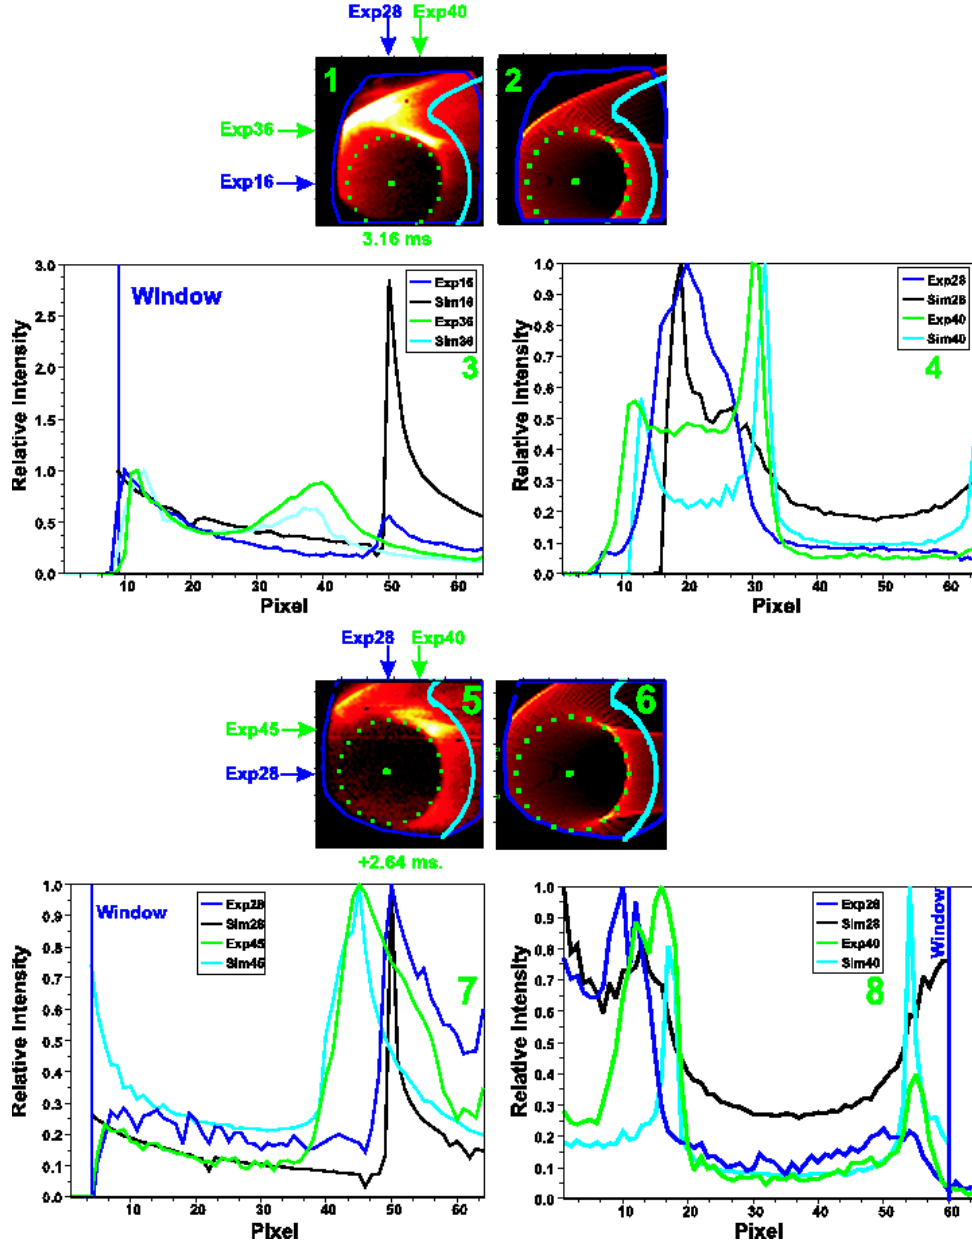 Exp28 Exp40
1 2
Exp36
Exp16
3.16 ms
3.0
2.5
2.0
1.5
1.0
0.5
0.0
Relative Intensity
Window
Exp16
Sim16
Exp36
Sim36
3
10 20 30 40 50 60
Pixel
1.0
0.9
0.8
0.7
0.6
0.5
0.4
0.3
0.2
0.1
0.0
Relative Intensity
Exp28
Sim28
Exp40
Sim40
4
10 20 30 40 50 60
Pixel
Exp28 Exp40
5 6
Exp45
Exp28
+2.64 ms.
1.0
0.9
0.8
0.7
0.6
0.5
0.4
0.3
0.2
0.1
0.0
Relative Intensity
Window
Exp28
Sim28
Exp45
Sim45
7
10 20 30 40 50 60
Pixel
1.0
0.9
0.8
0.7
0.6
0.5
0.4
0.3
0.2
0.1
0.0
Relative Intensity
Exp28
Sim28
Exp40
Sim40
Window
8
10 20 30 40 50 60
Pixel